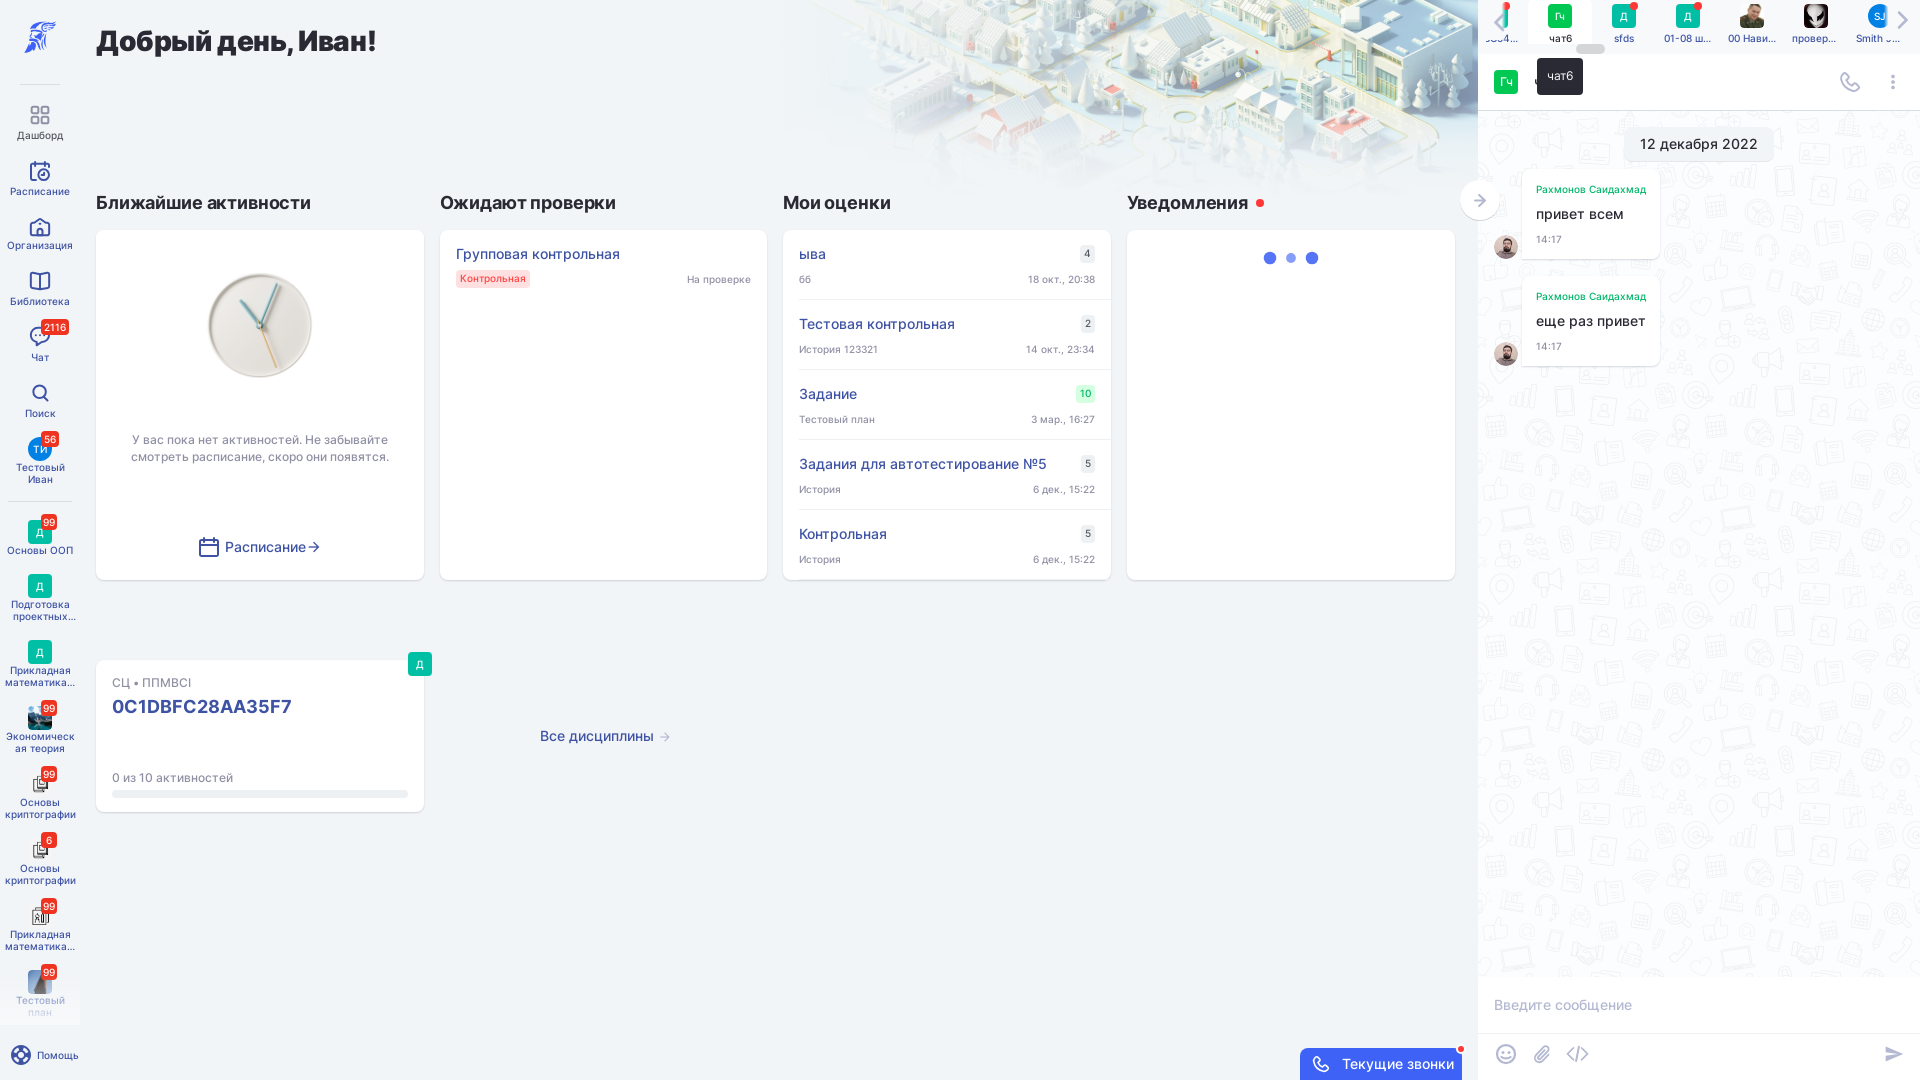 Добрый день, Иван!
Дашборд
Расписание
Организация
Библиотека
2116
Чат
Поиск
56
ТИ
Тестовый
Иван
99
Д
Основы ООП
Д
Подготовка
проектных...
Д
Прикладная
математика...
99
Экономическ
ая теория
99
Основы
криптографии
6
Основы
криптографии
99
Прикладная
математика...
99
Тестовый
план
Помощь
Ближайшие активности
У вас пока нет активностей. Не забывайте
смотреть расписание, скоро они появятся.
Расписание
Ожидают проверки
Групповая контрольная
Контрольная
На проверке
Мои оценки
ыва
4
бб
18 окт., 20:38
Тестовая контрольная
2
История 123321
14 окт., 23:34
Задание
10
Тестовый план
3 мар., 16:27
Задания для автотестирование №5
5
История
6 дек., 15:22
Контрольная
5
История
6 дек., 15:22
Уведомления
Д
СЦ • ППМВСІ
0C1DBFC28AA35F7
0 из 10 активностей
Все дисциплины
Текущие звонки
Гч
чат6
Д
sfds
Д
01-08 ш...
00 Нави...
провер...
SJ
Гч
чат6
12 декабря 2022
Рахмонов Саидахмад
привет всем
14:17
Рахмонов Саидахмад
еще раз привет
14:17
Введите сообщение